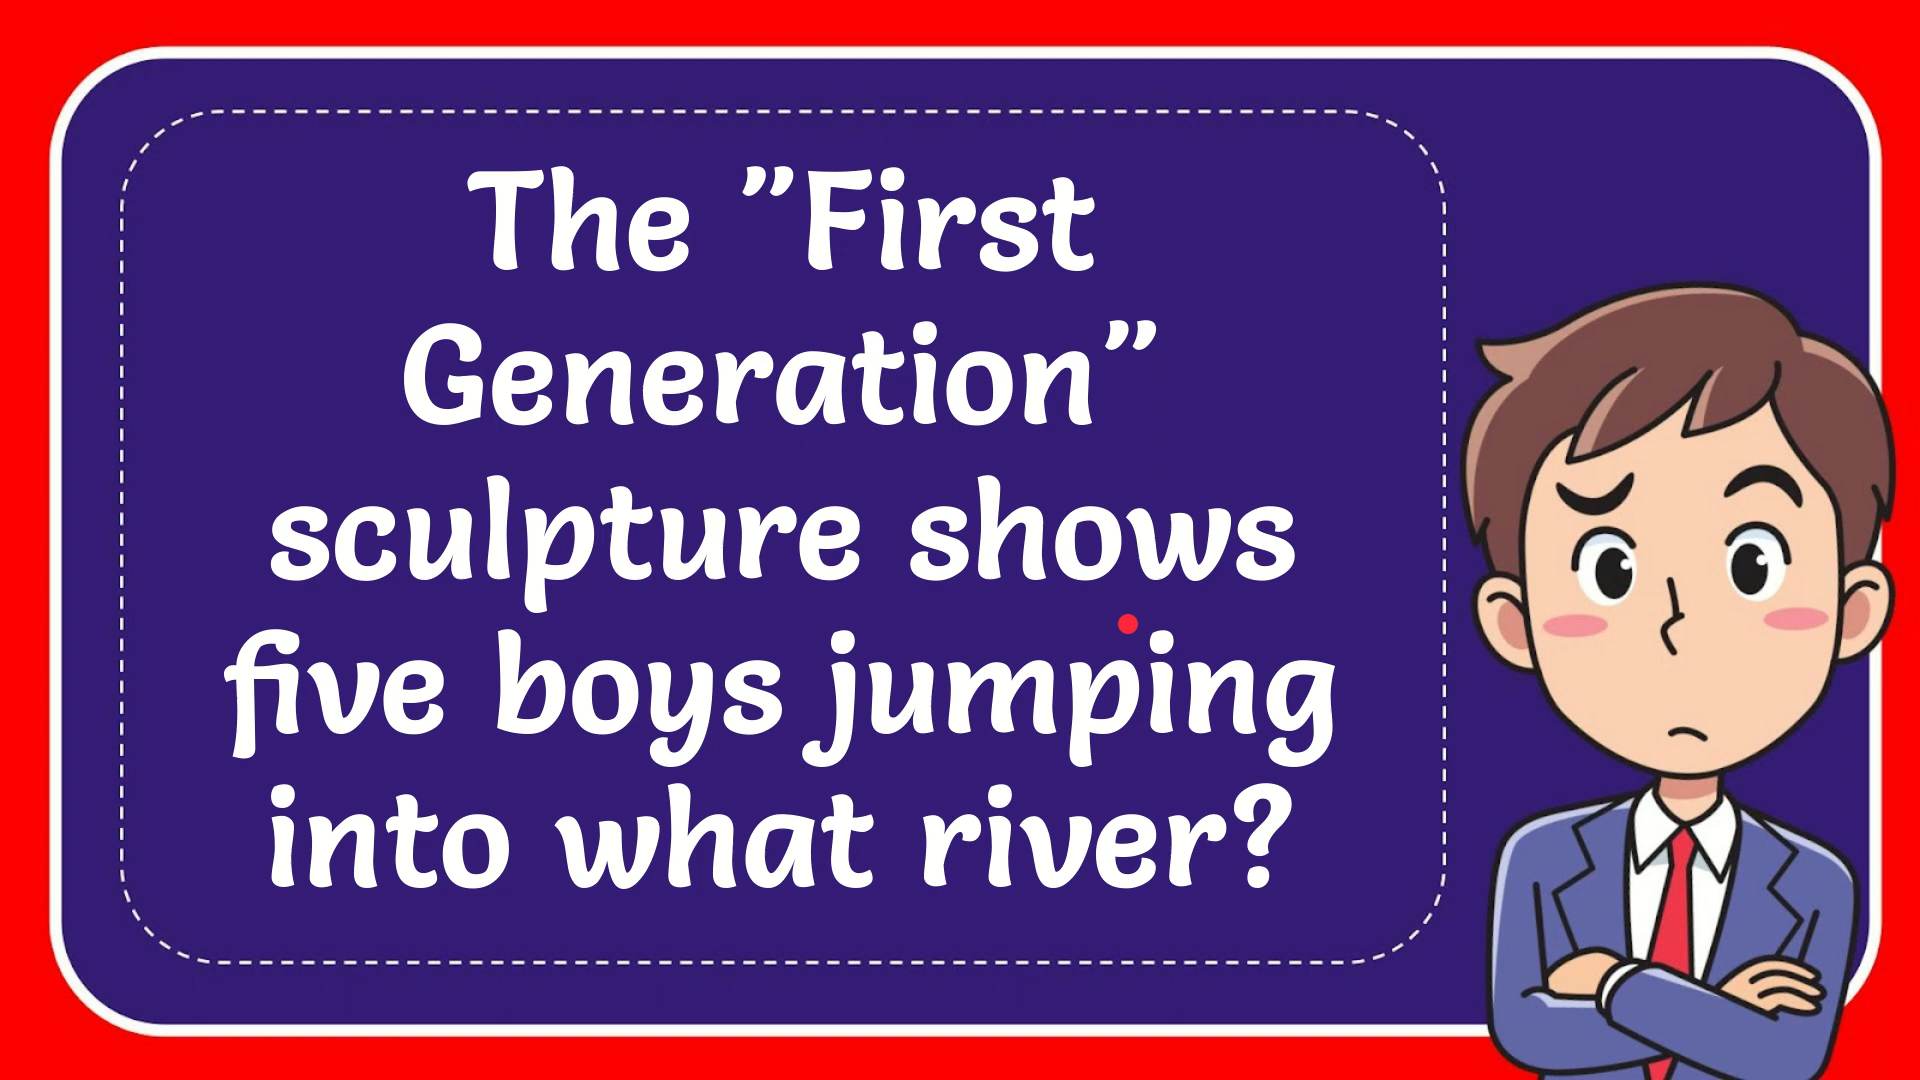 The ”First
Generation”
sculpture shows
five boys jumping
into what river?